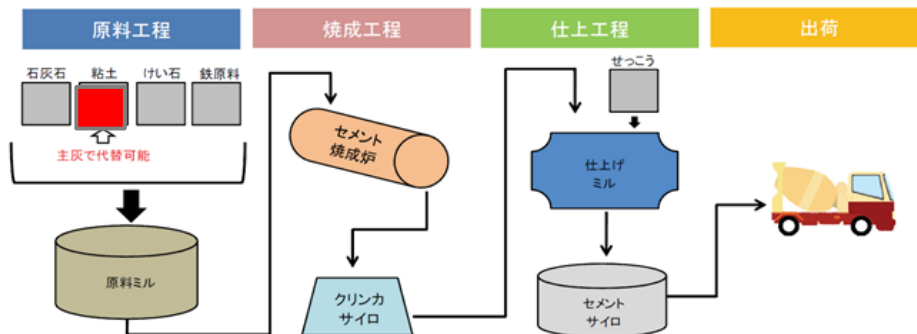 原料工程
焼成工程
仕上工程
出荷
石灰石
粘土
けい石
鉄原料
主灰で代替可能
原料ミル
セメント
焼成炉
クリンカ
サイロ
せっこう
仕上げ
ミル
セメント
サイロ